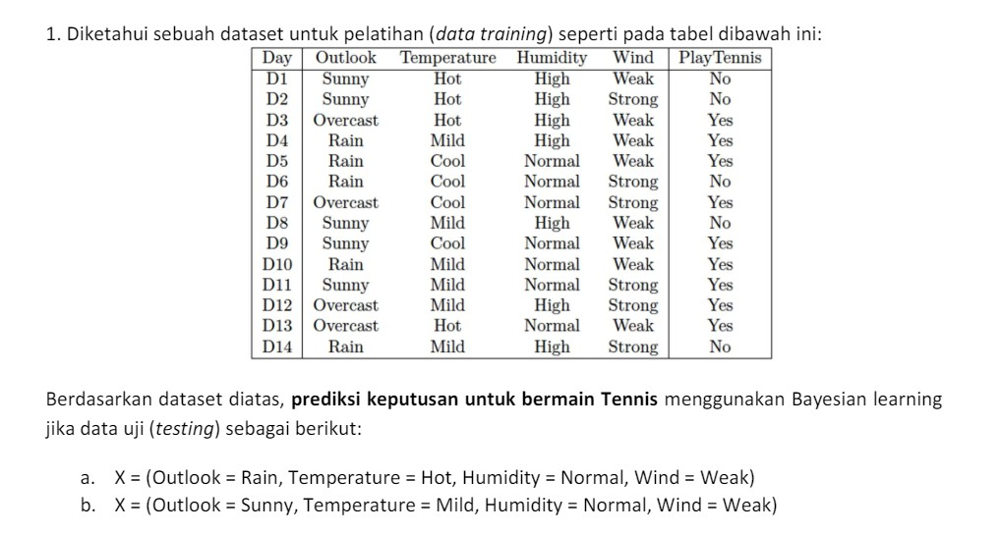 1. Diketahui sebuah dataset untuk pelatihan (data training) seperti pada tabel dibawah ini:
Day Outlook Temperature Humidity Wind PlayTennis
D1 Sunny Hot High Weak No
D2 Sunny Hot High Strong No
D3 Overcast Hot High Weak Yes
D4 Rain Mild High Weak Yes
D5 Rain Cool Normal Weak Yes
D6 Rain Cool Normal Strong No
D7 Overcast Cool Normal Strong Yes
D8 Sunny Mild High Weak No
D9 Sunny Cool Normal Weak Yes
D10 Rain Mild Normal Weak Yes
D11 Sunny Mild Normal Strong Yes
D12 Overcast Mild High Strong Yes
D13 Overcast Hot Normal Weak Yes
D14 Rain Mild High Strong No
Berdasarkan dataset diatas, prediksi keputusan untuk bermain Tennis menggunakan Bayesian learning
jika data uji (testing) sebagai berikut:
a. X = (Outlook = Rain, Temperature = Hot, Humidity = Normal, Wind = Weak)
b. X = (Outlook = Sunny, Temperature = Mild, Humidity = Normal, Wind = Weak)